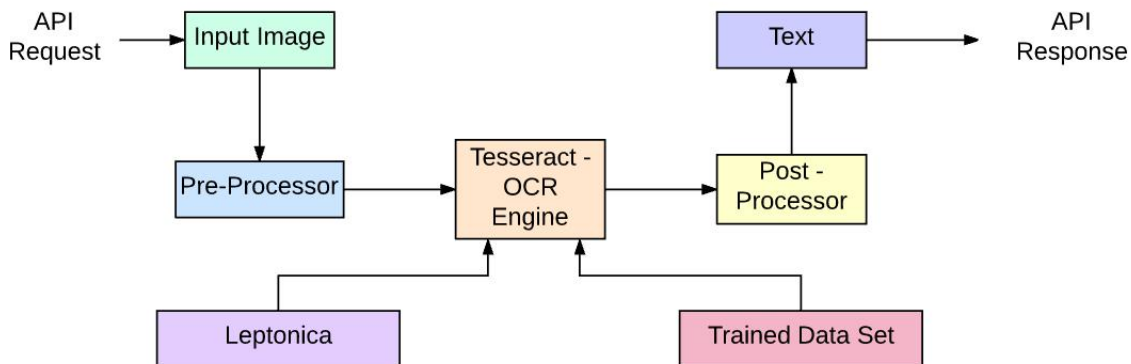 API
Request
Input Image
Text
API
Response
Pre-Processor
Tesseract -
OCR
Engine
Post -
Processor
Leptonica
Trained Data Set